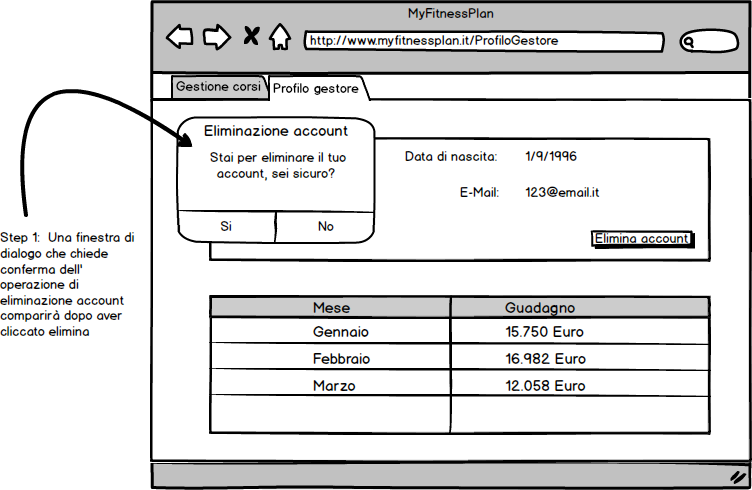 MyFitnessPlan
http://www.myfitnessplan.it/ProfiloGestore
Gestione corsi
Profilo gestore
Eliminazione account
Stai per eliminare il tuo
account, sei sicuro?
Si
No
Data di nascita:
1/9/1996
E-Mail:
123@email.it
Elimina account
Step 1: Una finestra di
dialogo che chiede
conferma dell'
operazione di
eliminazione account
comparirà dopo aver
cliccato elimina
Mese
Guadagno
Gennaio
15.750 Euro
Febbraio
16.982 Euro
Marzo
12.058 Euro